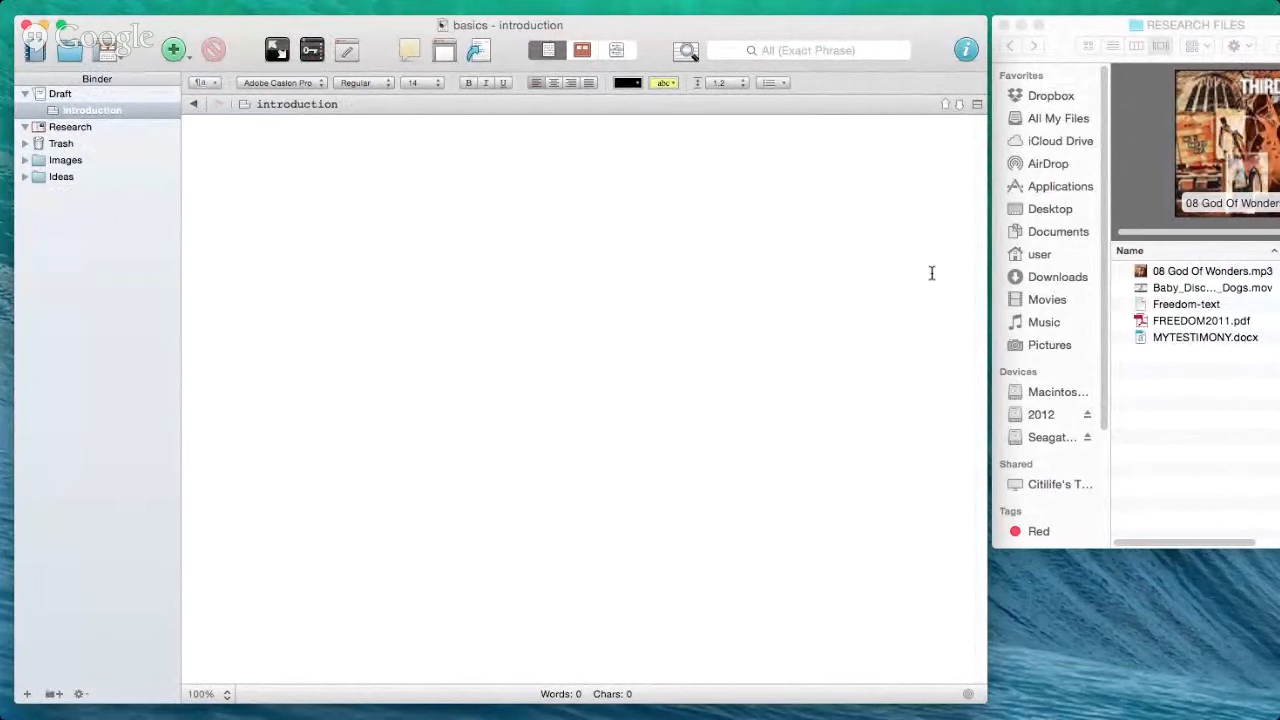 Google
basics - introduction
All (Exact Phrase)
Binder
Adobe Caslon Pro
Regular
14
B I U
abc
1.2
Draft
Introduction
Research
Trash
Images
Ideas
introduction
100%
Words: 0 Chars: 0
RESEARCH FILES
Favorites
Dropbox
All My Files
iCloud Drive
AirDrop
Applications
Desktop
Documents
user
Downloads
Movies
Music
Pictures
Devices
Macintos...
2012
Seagat...
Shared
Citilife's T...
Tags
Red
THIRD
08 God Of Wonders
Name
08 God Of Wonders.mp3
Baby_Disc..._Dogs.mov
Freedom-text
FREEDOM2011.pdf
MYTESTIMONY.docx